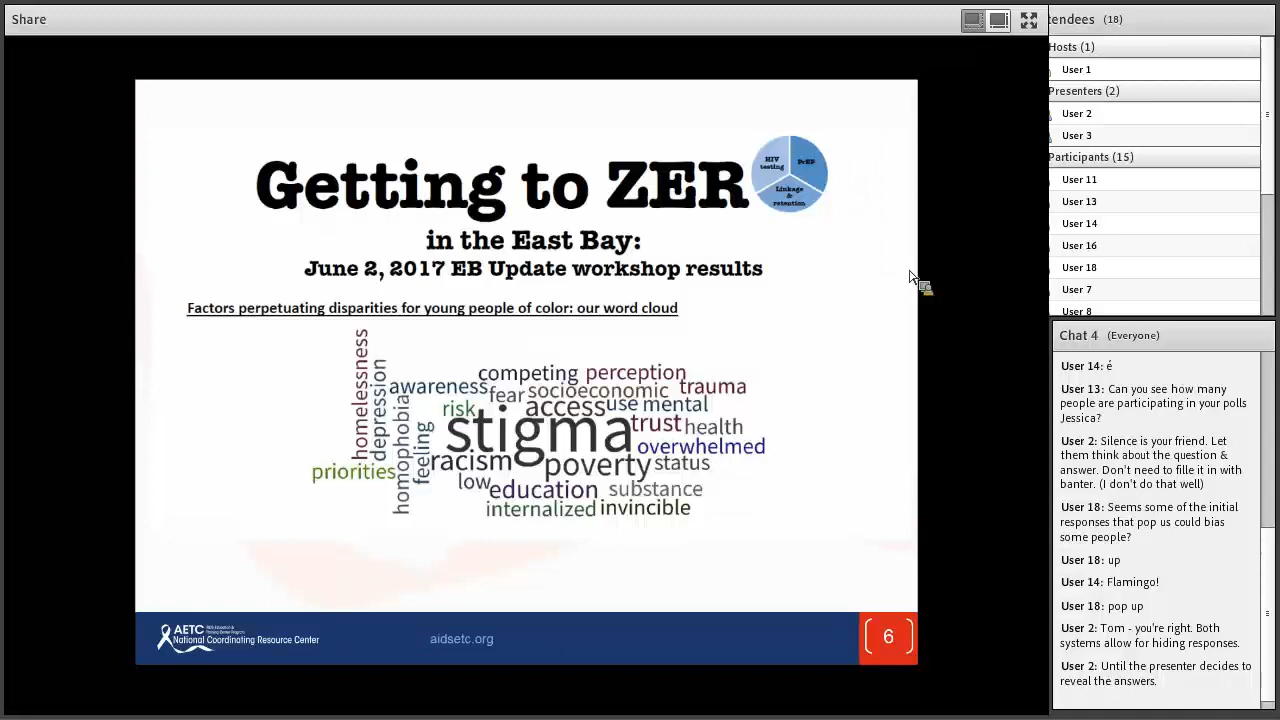 Share
tendees (18)
Hosts (1)
User 1
Presenters (2)
User 2
User 3
Participants (15)
User 11
User 13
User 14
User 16
User 18
User 7
User 8
Getting to ZER
HIV
testing
PrEP
Linkage
&
retention
in the East Bay:
June 2, 2017 EB Update workshop results
Factors perpetuating disparities for young people of color: our word cloud
homelessness
depression
homophobia
feeling
priorities
awareness
competing
perception
fear
socioeconomic
trauma
risk
access
use
mental
stigma
trust
health
overwhelmed
racism
poverty
status
low
education
substance
internalized
invincible
AETC
National Coordinating Resource Center
aidsetc.org
6
Chat 4 (Everyone)
User 14: é
User 13: Can you see how many
people are participating in your polls
Jessica?
User 2: Silence is your friend. Let
them think about the question &
answer. Don't need to fille it in with
banter. (I don't do that well)
User 18: Seems some of the initial
responses that pop us could bias
some people?
User 18: up
User 14: Flamingo!
User 18: pop up
User 2: Tom - you're right. Both
systems allow for hiding responses.
User 2: Until the presenter decides to
reveal the answers.